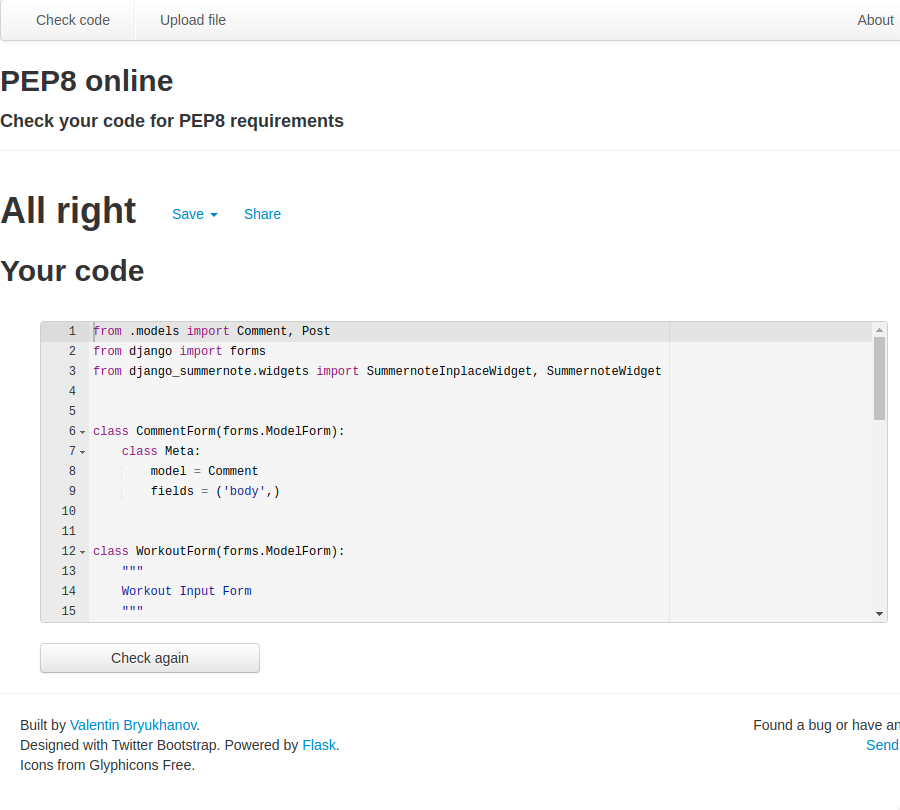 Check code Upload file About
PEP8 online
Check your code for PEP8 requirements
All right Save Share
Your code
1 from .models import Comment, Post
2 from django import forms
3 from django_summernote.widgets import SummernoteInplaceWidget, SummernoteWidget
4
5
6 class CommentForm(forms.ModelForm):
7     class Meta:
8         model = Comment
9         fields = ('body',)
10
11
12 class WorkoutForm(forms.ModelForm):
13     """
14     Workout Input Form
15     """
Check again
Built by Valentin Bryukhanov. Found a bug or have an
Designed with Twitter Bootstrap. Powered by Flask. Send
Icons from Glyphicons Free.